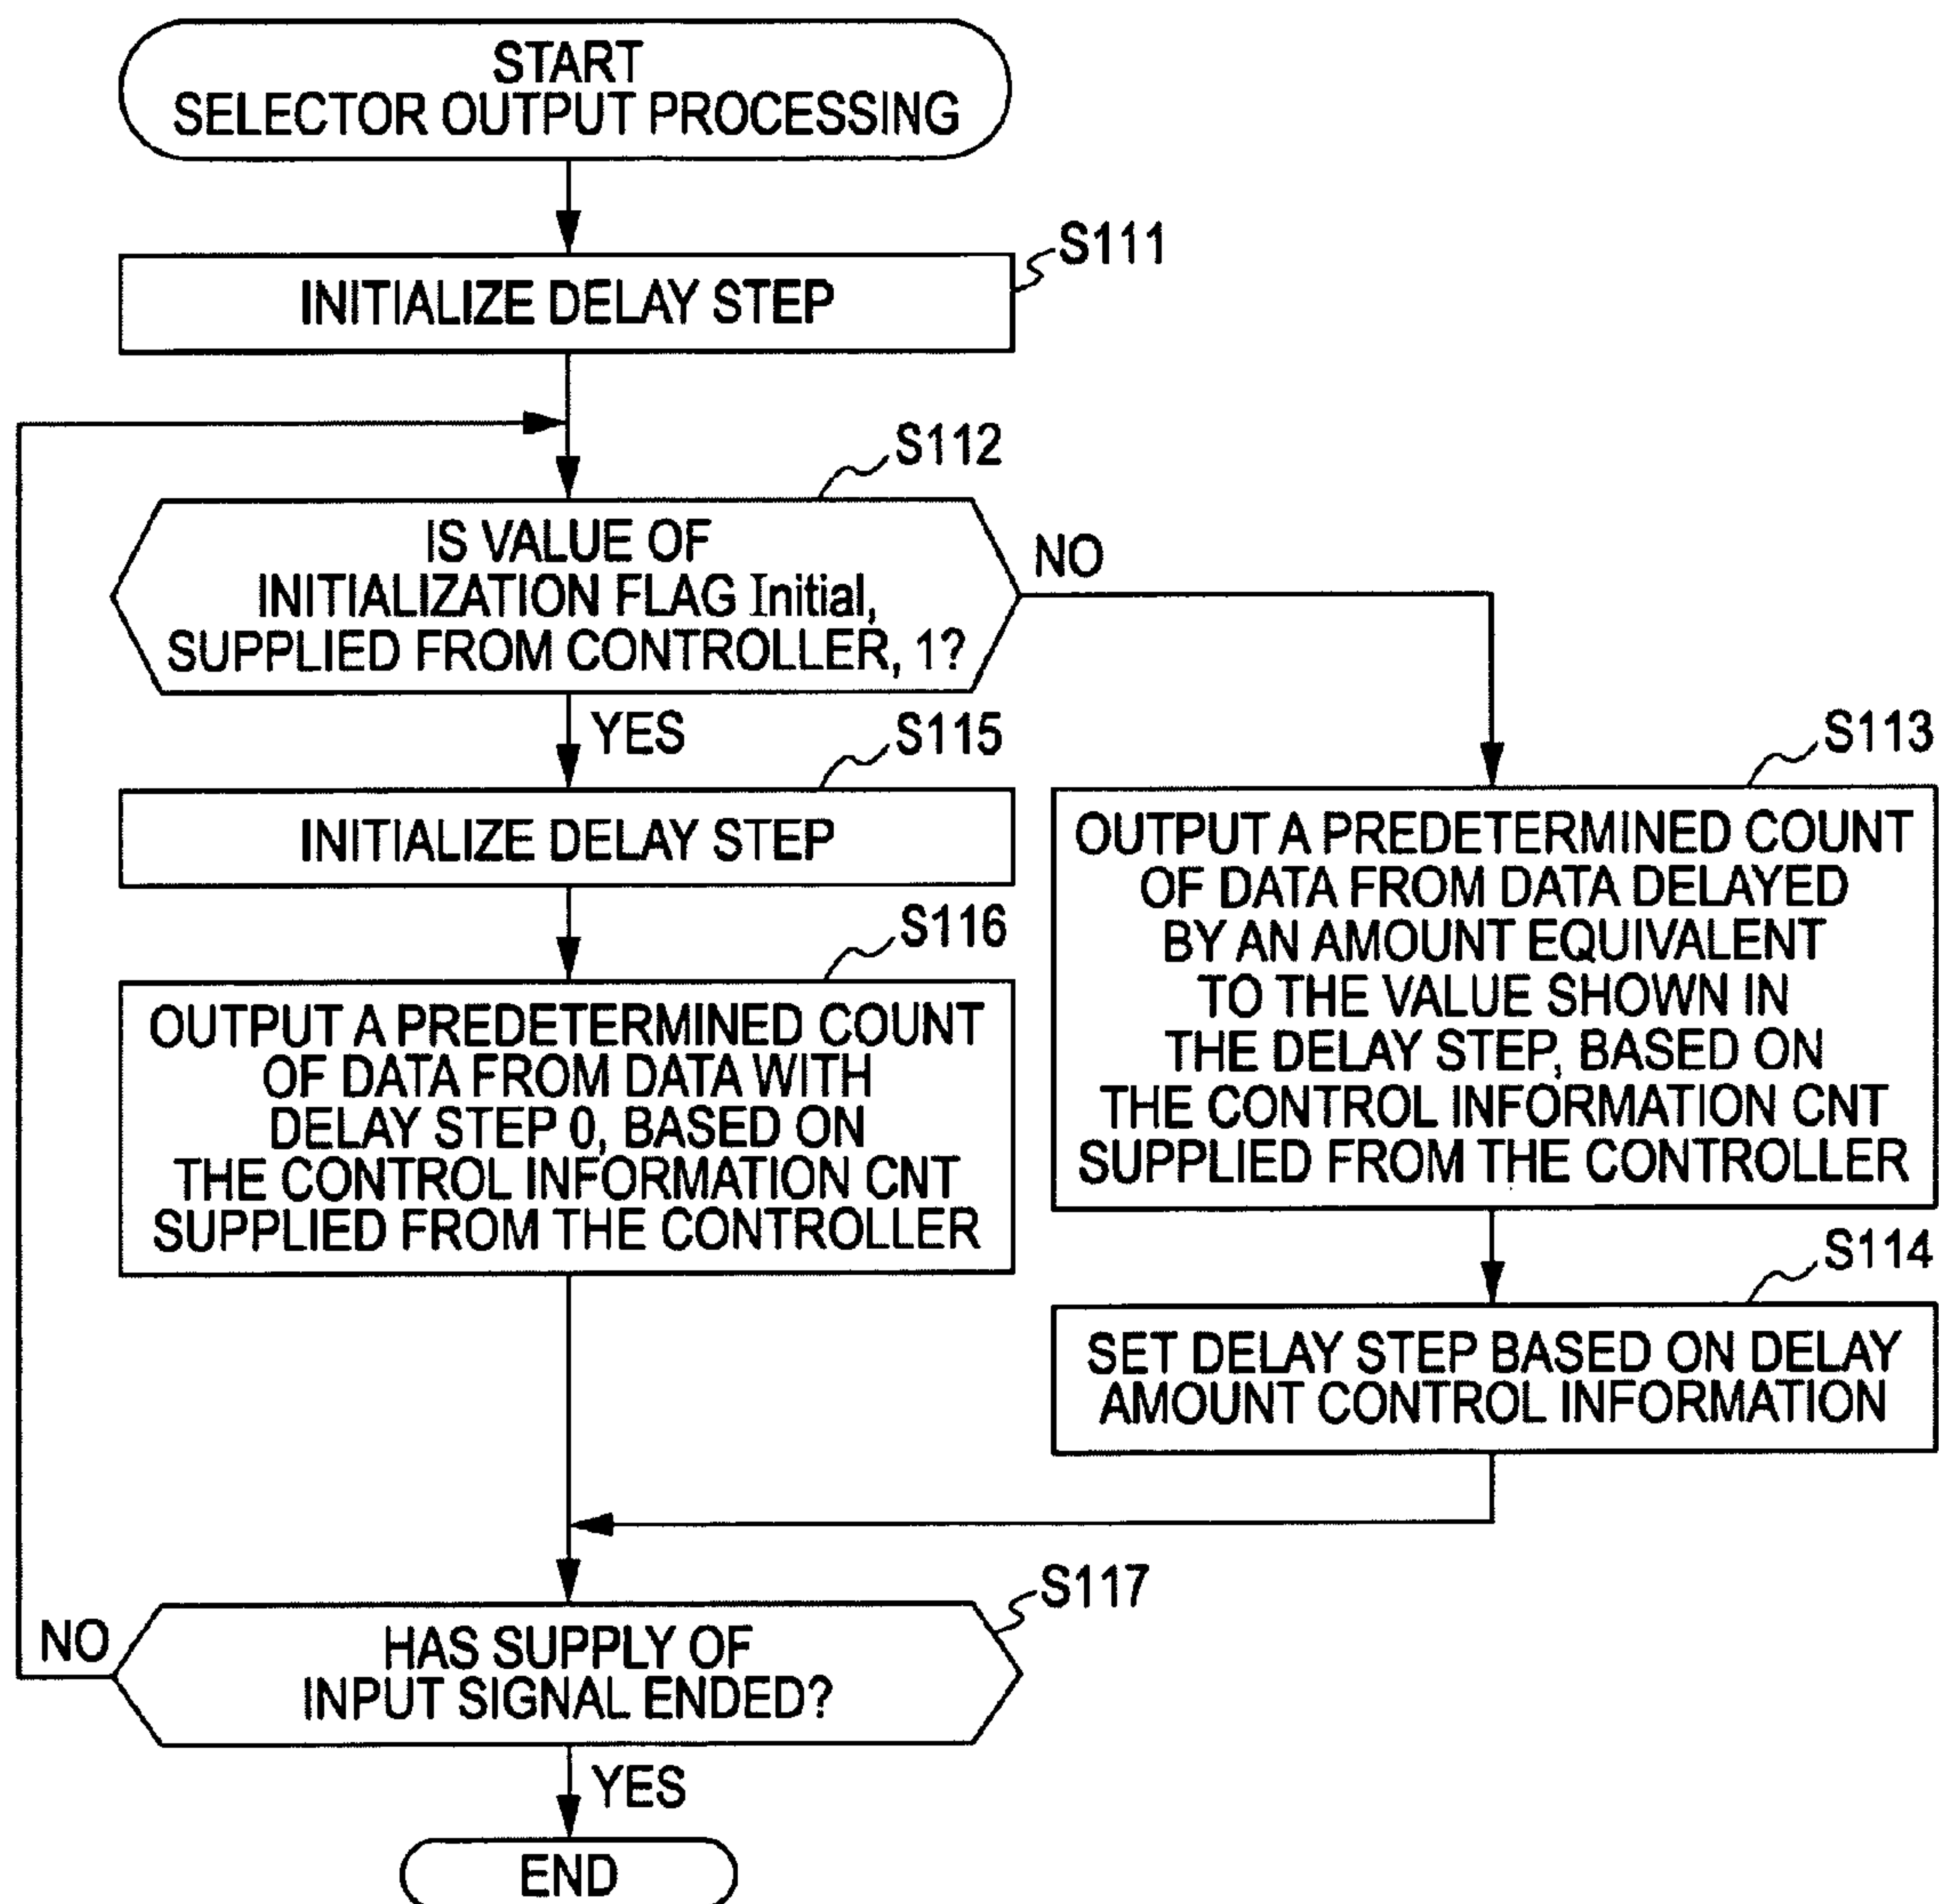 START
SELECTOR OUTPUT PROCESSING
S111
INITIALIZE DELAY STEP
S112
IS VALUE OF
INITIALIZATION FLAG Initial,
SUPPLIED FROM CONTROLLER, 1?
NO
YES
S115
INITIALIZE DELAY STEP
S113
OUTPUT A PREDETERMINED COUNT
OF DATA FROM DATA DELAYED
BY AN AMOUNT EQUIVALENT
TO THE VALUE SHOWN IN
THE DELAY STEP, BASED ON
THE CONTROL INFORMATION CNT
SUPPLIED FROM THE CONTROLLER
S116
OUTPUT A PREDETERMINED COUNT
OF DATA FROM DATA WITH
DELAY STEP 0, BASED ON
THE CONTROL INFORMATION CNT
SUPPLIED FROM THE CONTROLLER
S114
SET DELAY STEP BASED ON DELAY
AMOUNT CONTROL INFORMATION
S117
NO
HAS SUPPLY OF
INPUT SIGNAL ENDED?
YES
END